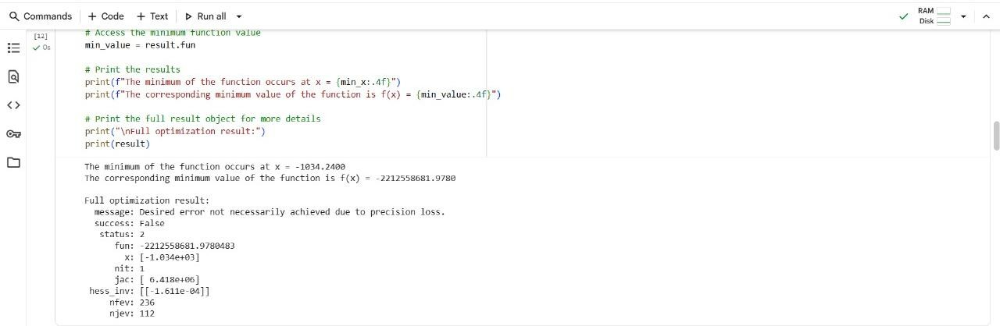 Commands + Code + Text Run all
RAM
Disk
[12]
0s
# Access the minimum function value
min_value = result.fun
# Print the results
print(f"The minimum of the function occurs at x = {min_x:.4f}")
print(f"The corresponding minimum value of the function is f(x) = {min_value:.4f}")
# Print the full result object for more details
print("\nFull optimization result:")
print(result)
The minimum of the function occurs at x = -1034.2400
The corresponding minimum value of the function is f(x) = -2212558681.9780
Full optimization result:
message: Desired error not necessarily achieved due to precision loss.
success: False
status: 2
fun: -2212558681.9780483
x: [-1.034e+03]
nit: 1
jac: [ 6.418e+06]
hess_inv: [[-1.611e-04]]
nfev: 236
njev: 112